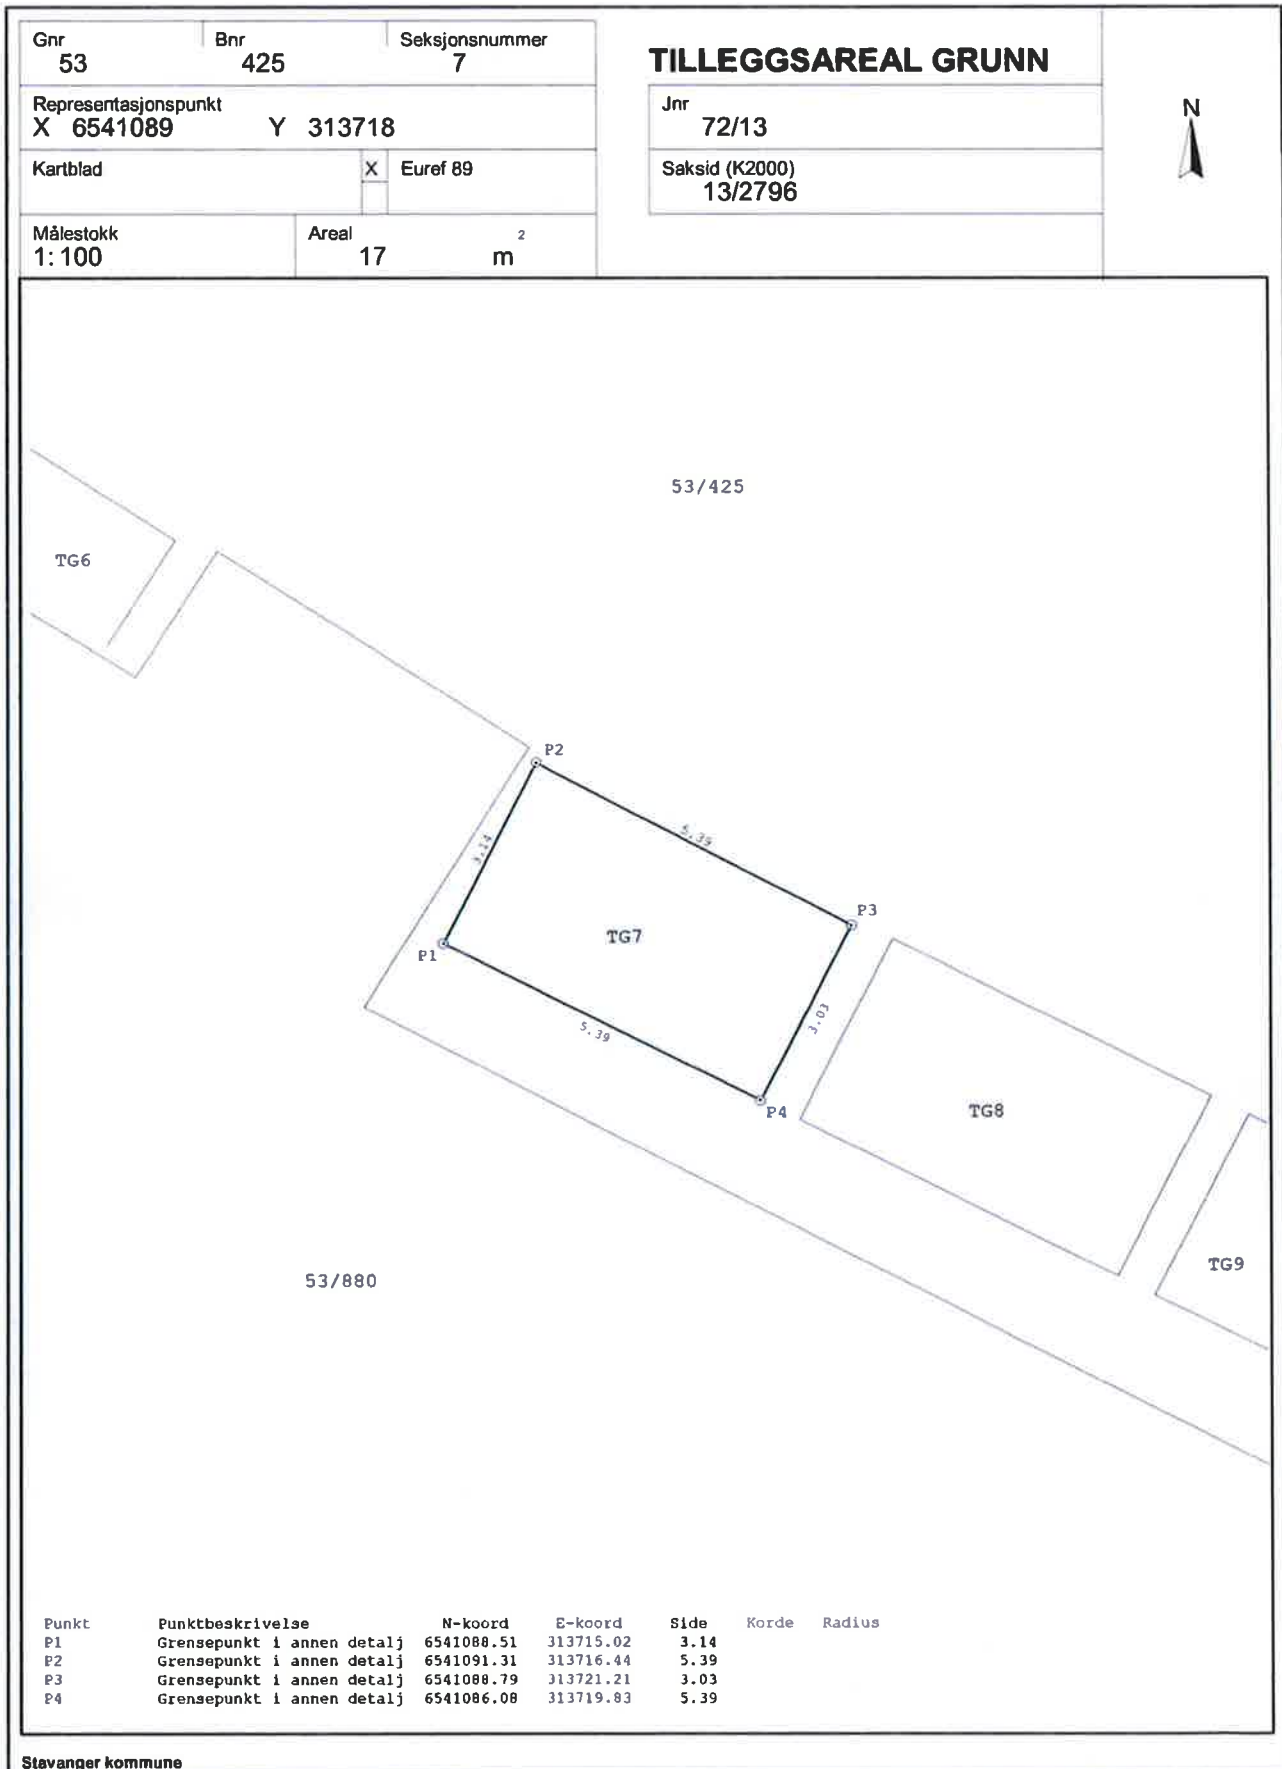 Gnr Bnr Seksjonsnummer
53 425 7
TILLEGGSAREAL GRUNN
Representasjonspunkt
X 6541089 Y 313718
Jnr
72/13
N
Kartblad X Euref 89
Saksid (K2000)
13/2796
Målestokk Areal
1:100 17 m²
53/425
TG6
P2
3.14
5.39
P3
TG7
P1
5.39
3.03
P4
TG8
TG9
53/880
Punkt Punktbeskrivelse N-koord E-koord Side Korde Radius
P1 Grensepunkt i annen detalj 6541088.51 313715.02 3.14
P2 Grensepunkt i annen detalj 6541091.31 313716.44 5.39
P3 Grensepunkt i annen detalj 6541088.79 313721.21 3.03
P4 Grensepunkt i annen detalj 6541086.08 313719.83 5.39
Stavanger kommune